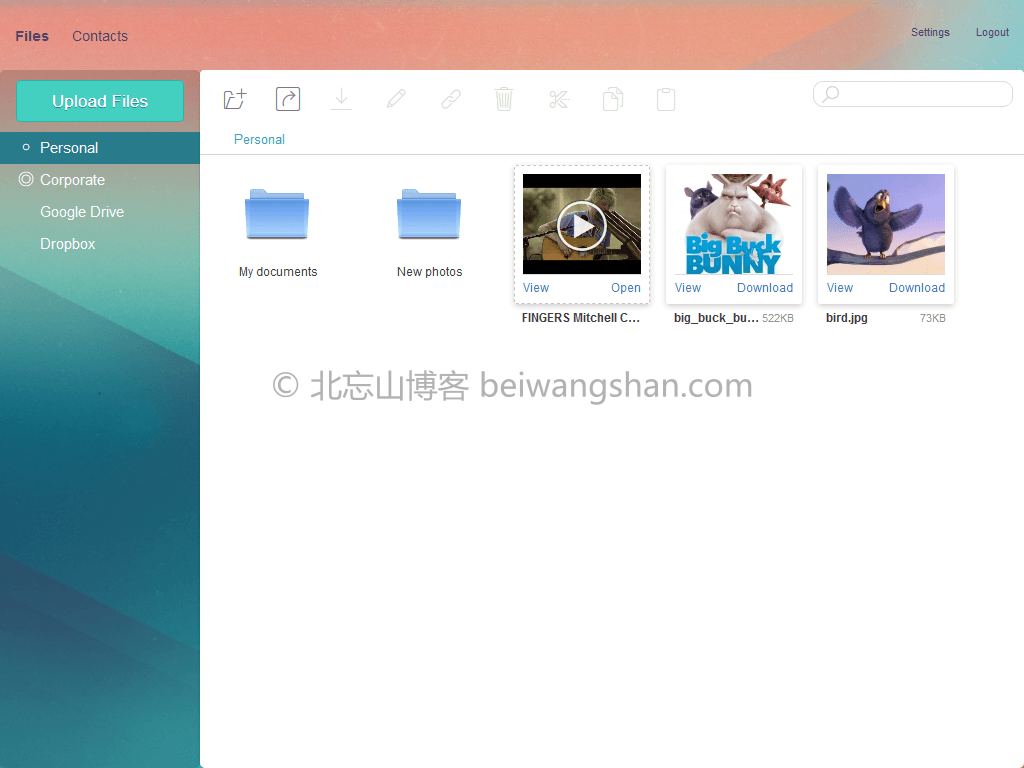 Files Contacts Settings Logout
Upload Files
Personal
Corporate
Google Drive
Dropbox
Personal
My documents
New photos
Big Buck
BUNNY
View Open
View Download
View Download
FINGERS Mitchell C...
big_buck_bu... 522KB
bird.jpg 73KB
© 北忘山博客 beiwangshan.com